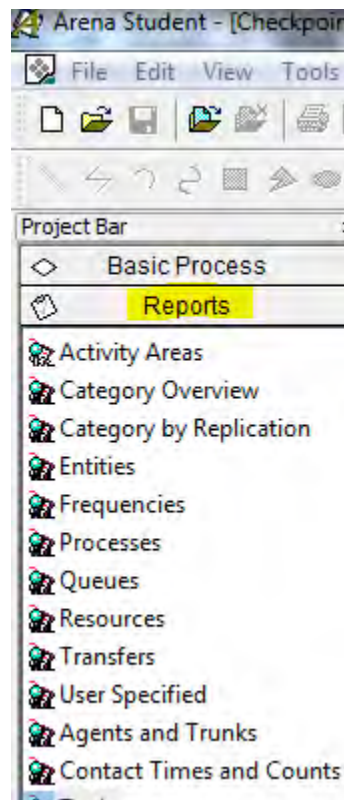 Arena Student - [Checkpoin
File Edit View Tools
Project Bar
Basic Process
Reports
Activity Areas
Category Overview
Category by Replication
Entities
Frequencies
Processes
Queues
Resources
Transfers
User Specified
Agents and Trunks
Contact Times and Counts